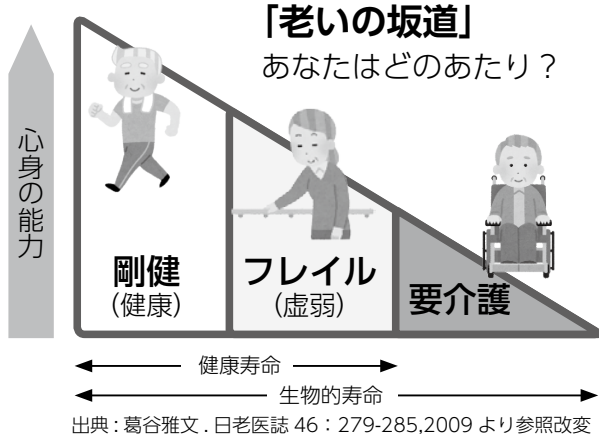 「老いの坂道」
あなたはどのあたり？
心身の能力
剛健
（健康）
フレイル
（虚弱）
要介護
健康寿命
生物的寿命
出典 : 葛谷雅文 . 日老医誌 46：279-285,2009 より参照改変